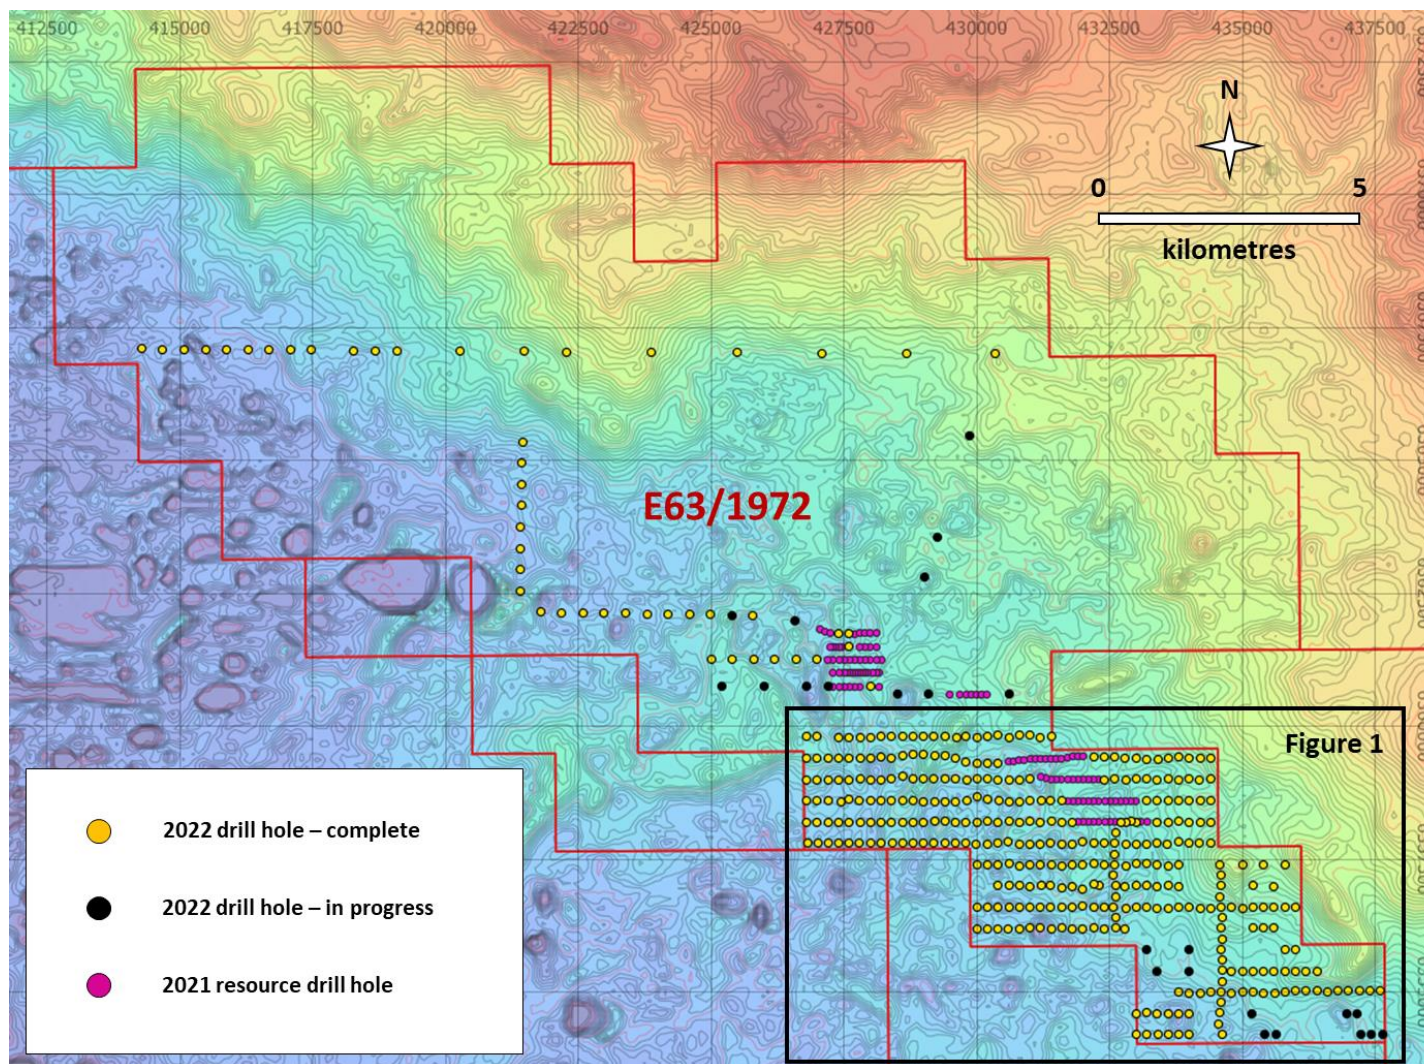 412500 415000 417500 420000 422500 425000 427500 430000 432500 435000 437500
N
0 5
kilometres
E63/1972
Figure 1
2022 drill hole – complete
2022 drill hole – in progress
2021 resource drill hole